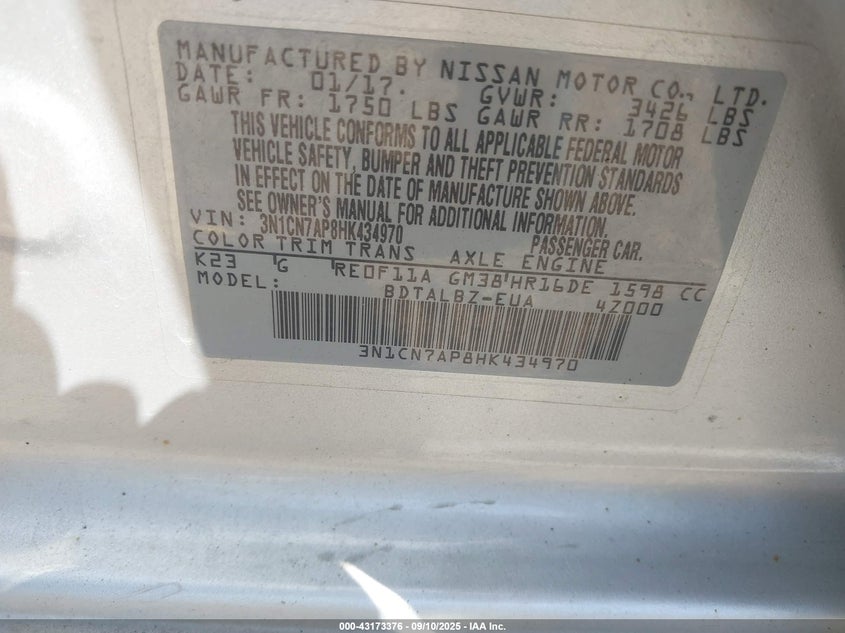 MANUFACTURED BY NISSAN MOTOR CO., LTD.
DATE: 01/17. GVWR: 3426 LBS
GAWR FR: 1750 LBS GAWR RR: 1708 LBS
THIS VEHICLE CONFORMS TO ALL APPLICABLE FEDERAL MOTOR
VEHICLE SAFETY, BUMPER AND THEFT PREVENTION STANDARDS
IN EFFECT ON THE DATE OF MANUFACTURE SHOWN ABOVE.
SEE OWNER'S MANUAL FOR ADDITIONAL INFORMATION.
VIN: 3N1CN7AP8HK434970 PASSENGER CAR.
COLOR TRIM TRANS AXLE ENGINE
K23 G RE0F11A GM38 HR16DE 1598 CC
MODEL: BDTALBZ-EUA 4Z000
3N1CN7AP8HK434970
000-43173376 - 09/10/2025 - IAA Inc.